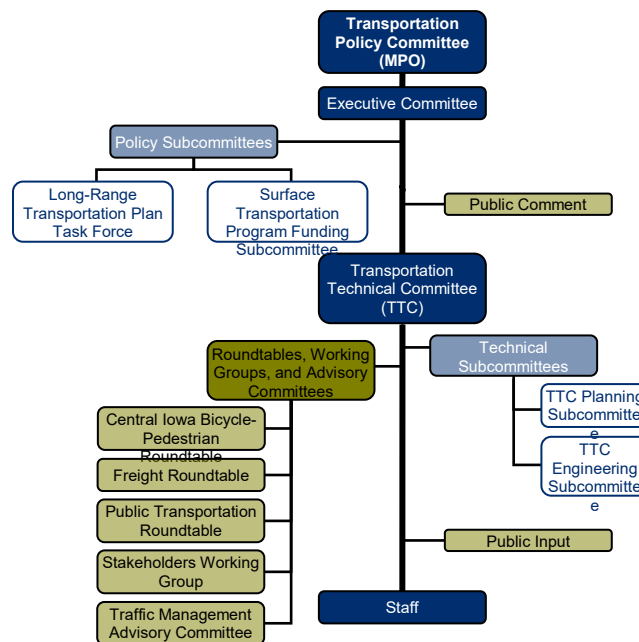 Transportation
Policy Committee
(MPO)
Executive Committee
Policy Subcommittees
Long-Range
Transportation Plan
Task Force
Surface
Transportation
Program Funding
Subcommittee
Public Comment
Transportation
Technical Committee
(TTC)
Roundtables, Working
Groups, and Advisory
Committees
Technical
Subcommittees
TTC Planning
Subcommitte
e
TTC
Engineering
Subcommitte
e
Central Iowa Bicycle-
Pedestrian
Roundtable
Freight Roundtable
Public Transportation
Roundtable
Stakeholders Working
Group
Traffic Management
Advisory Committee
Public Input
Staff